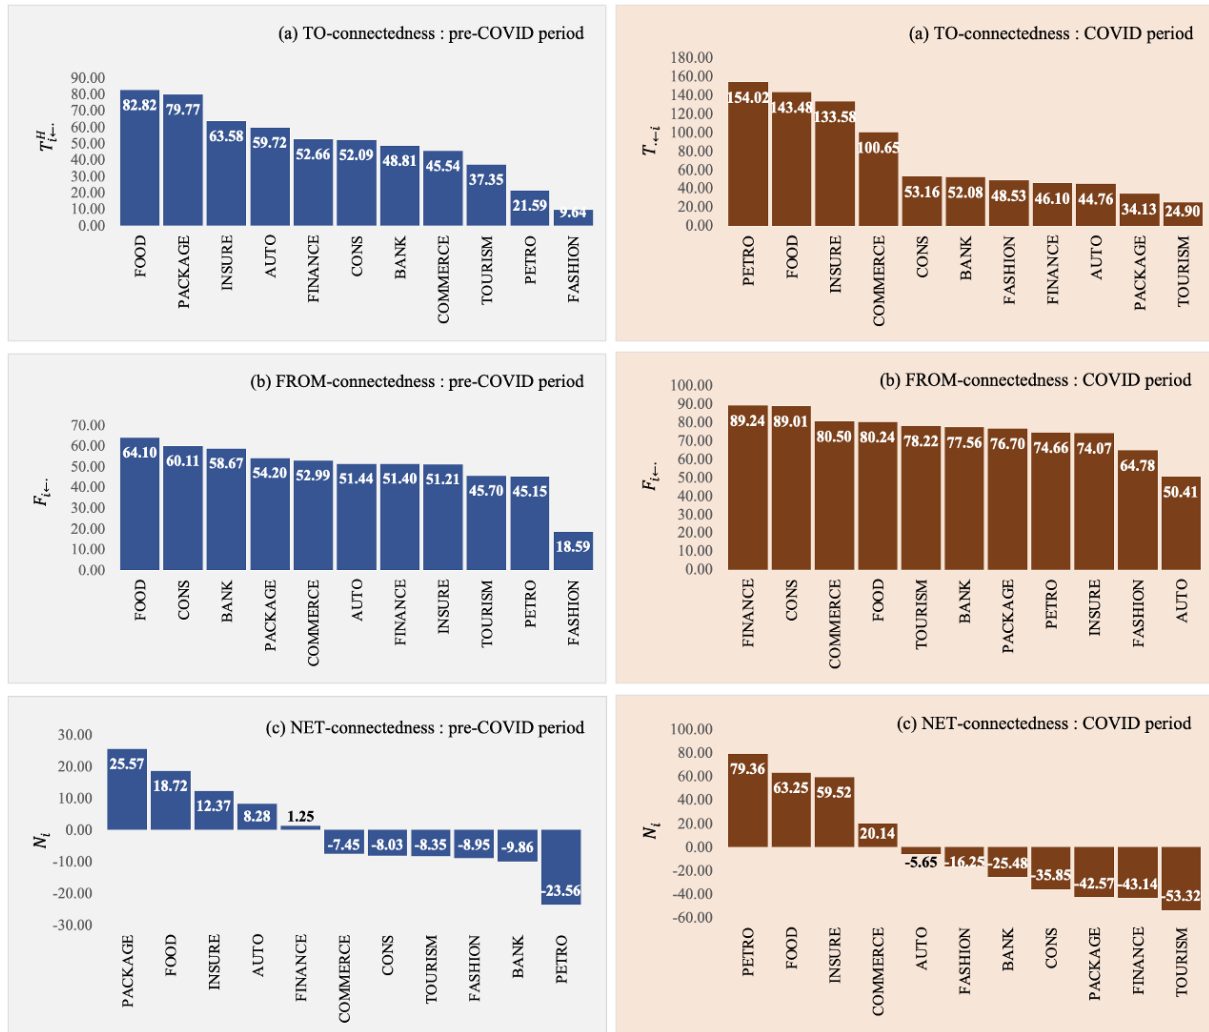 (a) TO-connectedness : pre-COVID period
90.00
80.00
70.00
60.00
50.00
40.00
30.00
20.00
10.00
0.00
T^H_{i←.}
82.82 79.77 63.58 59.72 52.66 52.09 48.81 45.54 37.35 21.59 9.64
FOOD PACKAGE INSURE AUTO FINANCE CONS BANK COMMERCE TOURISM PETRO FASHION
(a) TO-connectedness : COVID period
180.00
160.00
140.00
120.00
100.00
80.00
60.00
40.00
20.00
0.00
T_{.←i}
154.02 143.48 133.58 100.65 53.16 52.08 48.53 46.10 44.76 34.13 24.90
PETRO FOOD INSURE COMMERCE CONS BANK FASHION FINANCE AUTO PACKAGE TOURISM
(b) FROM-connectedness : pre-COVID period
70.00
60.00
50.00
40.00
30.00
20.00
10.00
0.00
F_{i←.}
64.10 60.11 58.67 54.20 52.99 51.44 51.40 51.21 45.70 45.15 18.59
FOOD CONS BANK PACKAGE COMMERCE AUTO FINANCE INSURE TOURISM PETRO FASHION
(b) FROM-connectedness : COVID period
100.00
90.00
80.00
70.00
60.00
50.00
40.00
30.00
20.00
10.00
0.00
F_{i←.}
89.24 89.01 80.50 80.24 78.22 77.56 76.70 74.66 74.07 64.78 50.41
FINANCE CONS COMMERCE FOOD TOURISM BANK PACKAGE PETRO INSURE FASHION AUTO
(c) NET-connectedness : pre-COVID period
30.00
20.00
10.00
0.00
-10.00
-20.00
-30.00
N_i
25.57 18.72 12.37 8.28 1.25 -7.45 -8.03 -8.35 -8.95 -9.86 -23.56
PACKAGE FOOD INSURE AUTO FINANCE COMMERCE CONS TOURISM FASHION BANK PETRO
(c) NET-connectedness : COVID period
100.00
80.00
60.00
40.00
20.00
0.00
-20.00
-40.00
-60.00
N_i
79.36 63.25 59.52 20.14 -5.65 -16.25 -25.48 -35.85 -42.57 -43.14 -53.32
PETRO FOOD INSURE COMMERCE AUTO FASHION BANK CONS PACKAGE FINANCE TOURISM